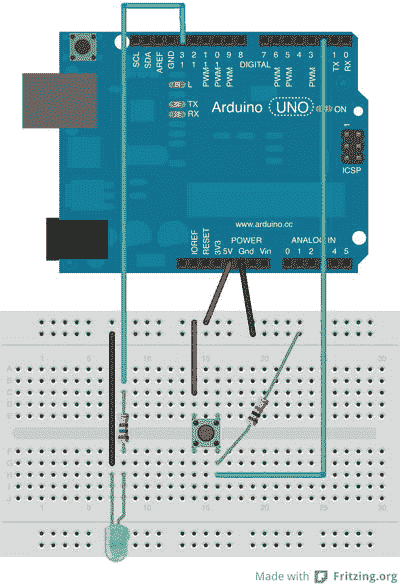 SCL
SDA
AREF
GND
13
12
PWM 11
PWM 10
PWM 9
8
DIGITAL
7
PWM 6
PWM 5
4
PWM 3
TX 1
RX 0
L
TX
RX
Arduino UNO ON
1
ICSP
www.arduino.cc
POWER ANALOG IN
IOREF
RESET
3V3
5V Gnd Vin 0 1 2 4 5
1 5 10 15 20 25 30
A
B
C
D
E
F
G
H
I
J
1 5 10 15 20 25 30
Made with Fritzing.org